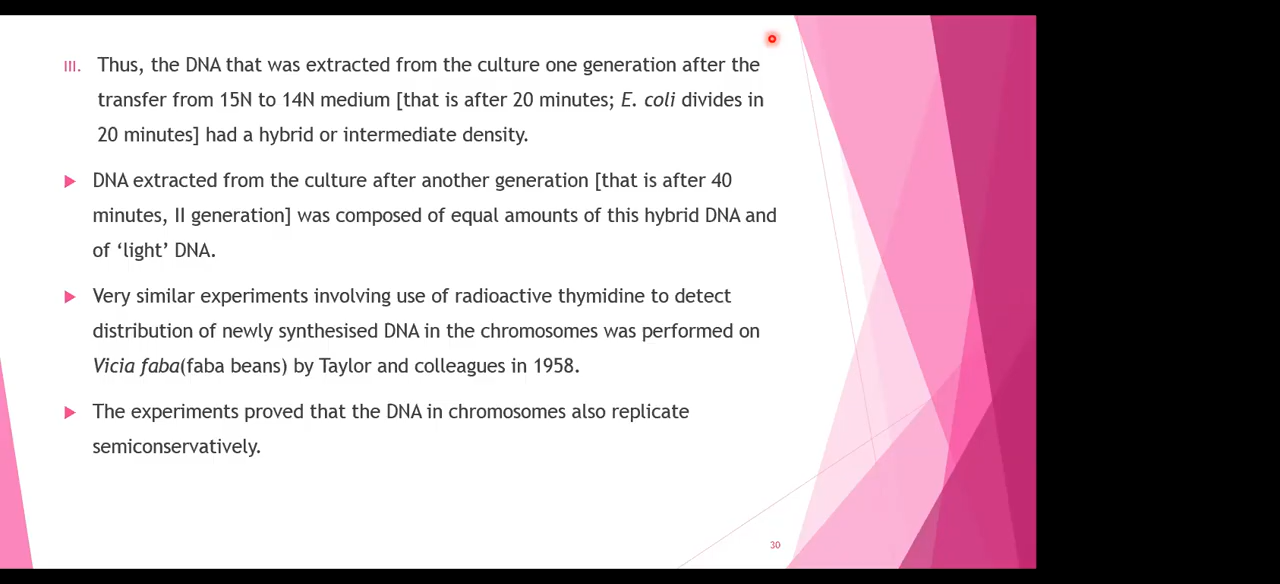 III. Thus, the DNA that was extracted from the culture one generation after the
transfer from 15N to 14N medium [that is after 20 minutes; E. coli divides in
20 minutes] had a hybrid or intermediate density.
DNA extracted from the culture after another generation [that is after 40
minutes, II generation] was composed of equal amounts of this hybrid DNA and
of ‘light’ DNA.
Very similar experiments involving use of radioactive thymidine to detect
distribution of newly synthesised DNA in the chromosomes was performed on
Vicia faba(faba beans) by Taylor and colleagues in 1958.
The experiments proved that the DNA in chromosomes also replicate
semiconservatively.
30